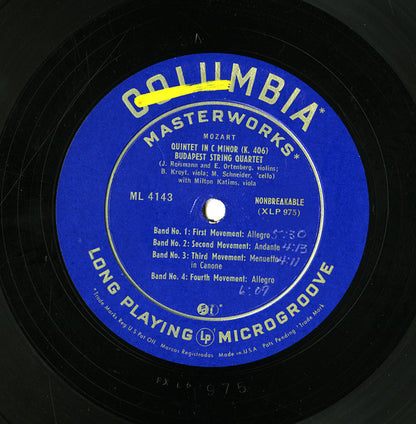 COLUMBIA*
MASTERWORKS*
MOZART
QUINTET IN C MINOR (K. 406)
BUDAPEST STRING QUARTET
(J. Roismann and E. Ortenberg, violins;
B. Kroyt, viola; M. Schneider, 'cello)
with Milton Katims, viola
ML 4143
NONBREAKABLE
(XLP 975)
Band No. 1: First Movement: Allegro 5:30
Band No. 2: Second Movement: Andante 4:13
Band No. 3: Third Movement: Menuetto 4:11
in Canone
Band No. 4: Fourth Movement: Allegro
6:09
LONG PLAYING Lp MICROGROOVE
*Trade Marks Reg. U S Pat Off. Marcas Registradas Made in U.S.A. Pats Pending *Trade Mark
975